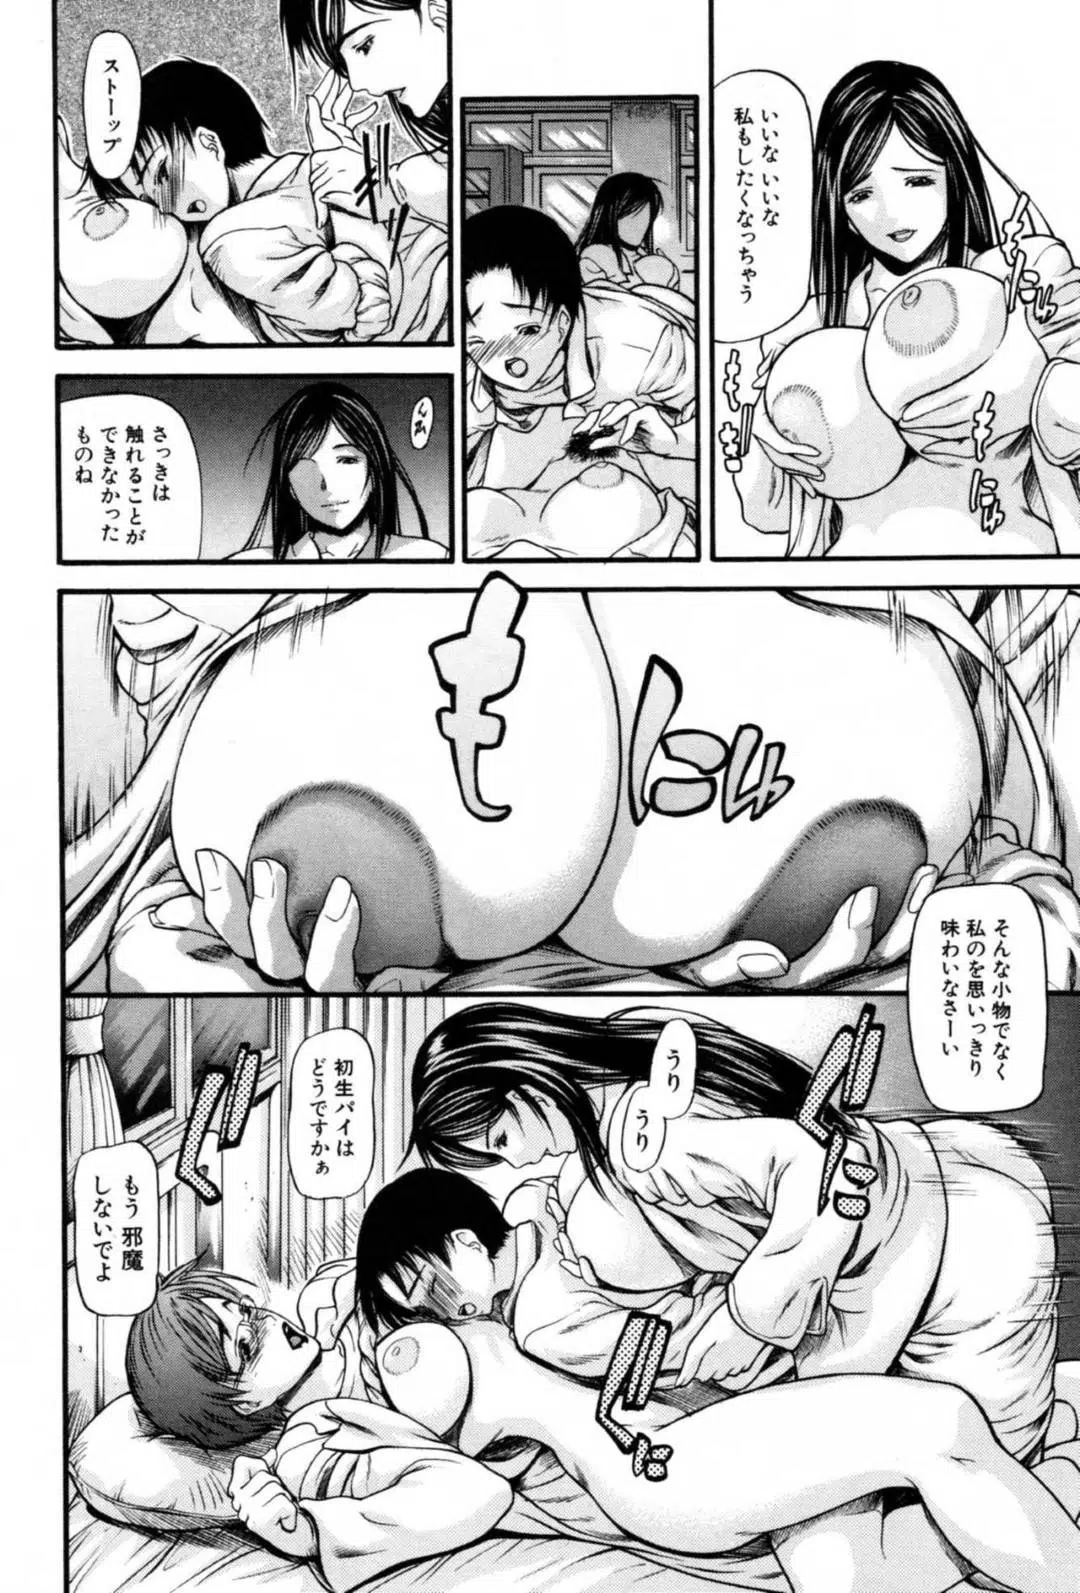 いいな いいな
私もしたくなっちゃう
もにゅ
もにゅ
もにゅ
ストーップ
さっきは
触れることが
できなかった
ものね
もにゅ
そんな小物でなく
私のを思いっきり
味わいなさーい
うり
うり
初生パイは
どうですかぁ
もう 邪魔
しないでよ